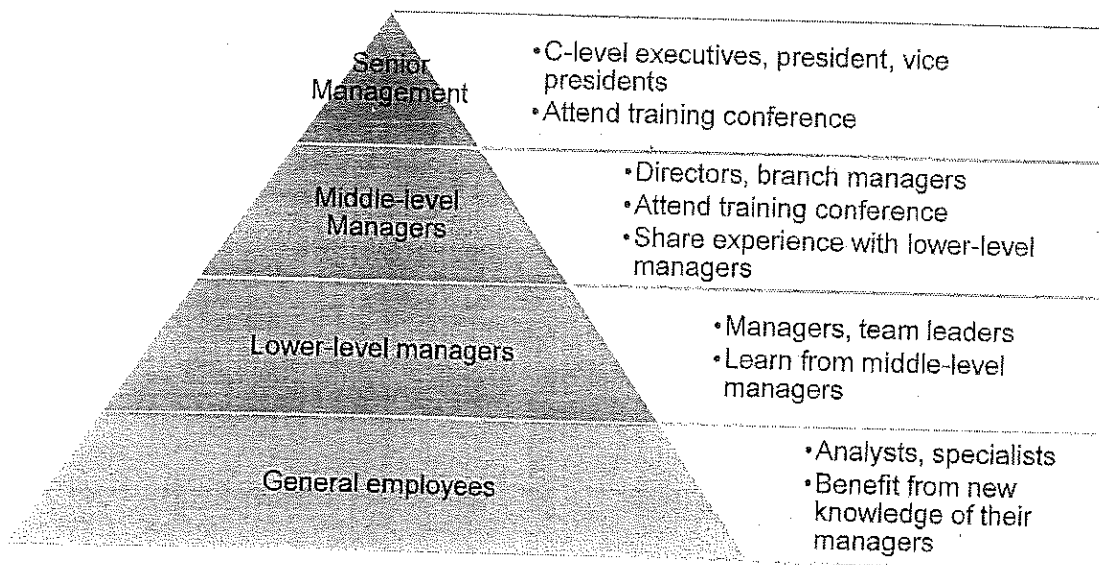 Senior
Management
•C-level executives, president, vice
presidents
•Attend training conference
Middle-level
Managers
•Directors, branch managers
•Attend training conference
•Share experience with lower-level
managers
Lower-level managers
•Managers, team leaders
•Learn from middle-level
managers
General employees
•Analysts, specialists
•Benefit from new
knowledge of their
managers